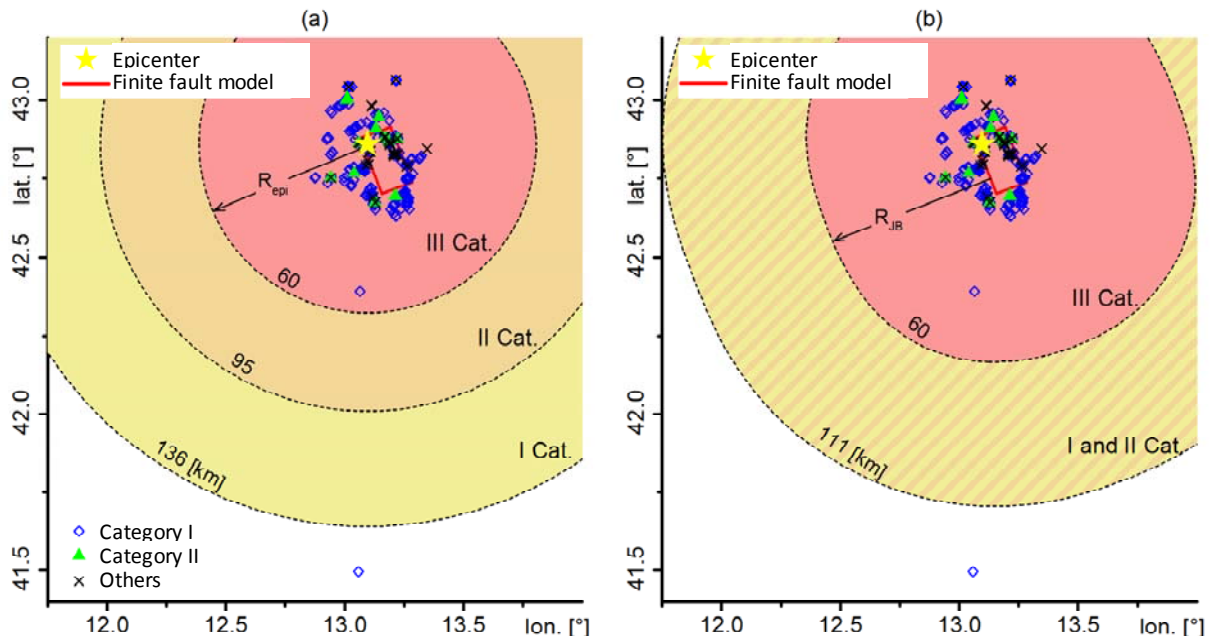 (a)
Epicenter
Finite fault model
43.0
42.5
42.0
41.5
lat. [°]
Repi
III Cat.
60
II Cat.
95
I Cat.
136 [km]
Category I
Category II
Others
12.0
12.5
13.0
13.5
lon. [°]
(b)
Epicenter
Finite fault model
43.0
42.5
42.0
41.5
lat. [°]
RJB
III Cat.
60
I and II Cat.
111 [km]
12.0
12.5
13.0
13.5
lon. [°]